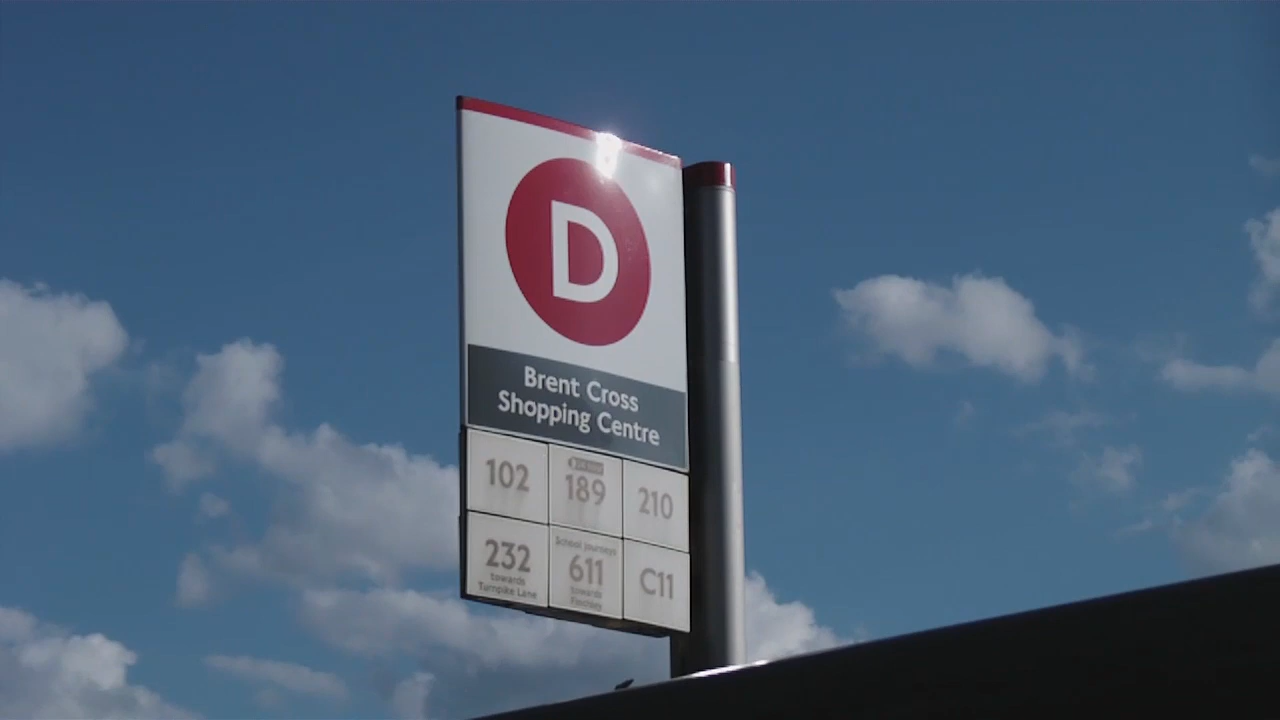 D
Brent Cross
Shopping Centre
102
189
210
232
towards
Turnpike Lane
School journeys
611
towards
Finchley
C11